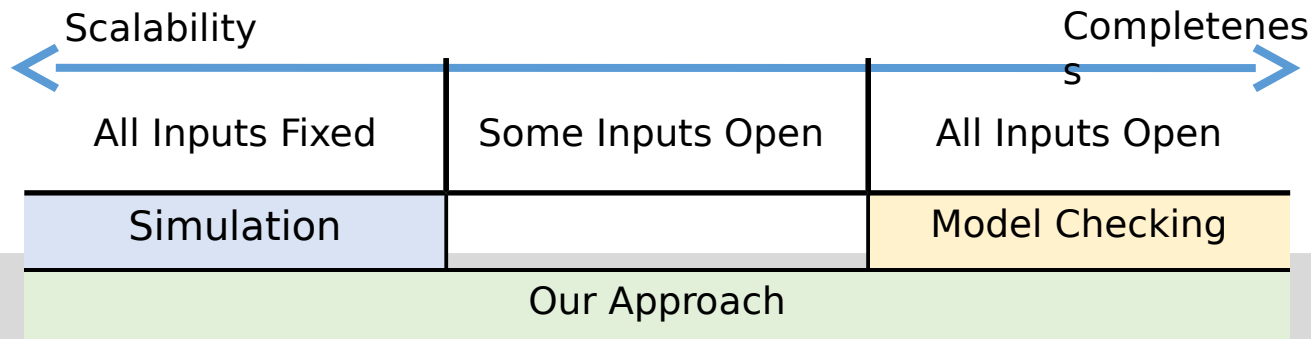 Scalability
Completenes
s
All Inputs Fixed
Some Inputs Open
All Inputs Open
Simulation
Model Checking
Our Approach